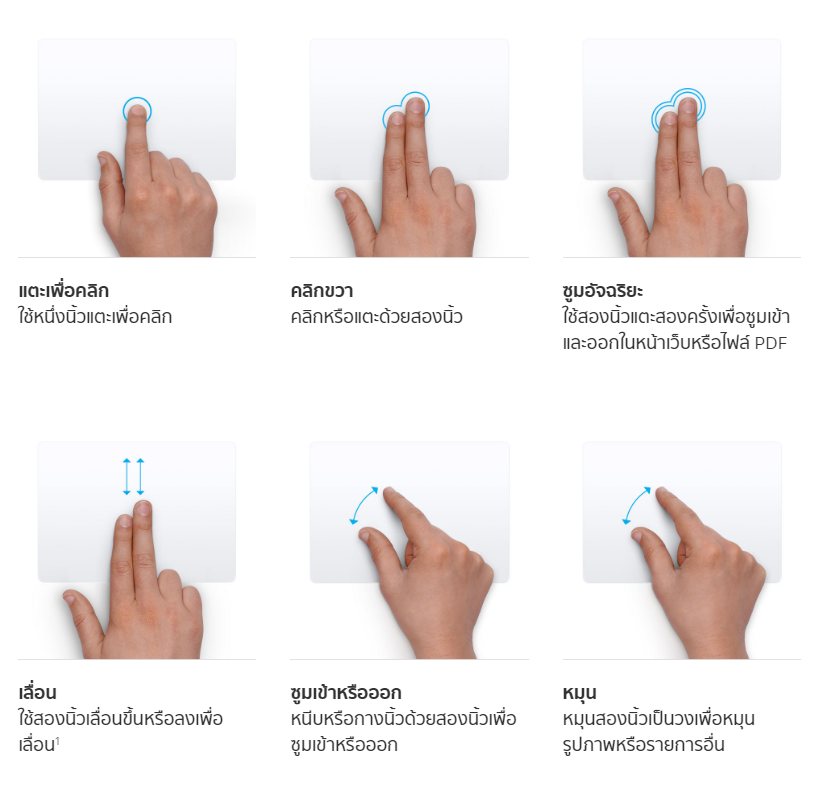 แตะเพื่อคลิก
ใช้หนึ่งนิ้วแตะเพื่อคลิก
คลิกขวา
คลิกหรือแตะด้วยสองนิ้ว
ซูมอัจฉริยะ
ใช้สองนิ้วแตะสองครั้งเพื่อซูมเข้า
และออกในหน้าเว็บหรือไฟล์ PDF
เลื่อน
ใช้สองนิ้วเลื่อนขึ้นหรือลงเพื่อ
เลื่อน¹
ซูมเข้าหรือออก
หนีบหรือกางนิ้วด้วยสองนิ้วเพื่อ
ซูมเข้าหรือออก
หมุน
หมุนสองนิ้วเป็นวงเพื่อหมุน
รูปภาพหรือรายการอื่น